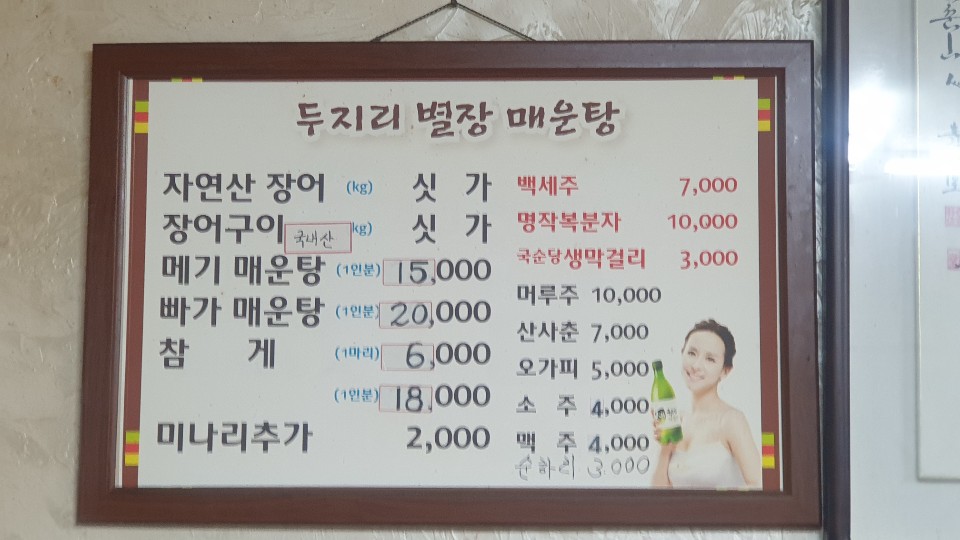 두지리 별장 매운탕
자연산 장어 (kg) 싯 가
장어구이 국내산 kg) 싯 가
메기 매운탕 (1인분) 15,000
빠가 매운탕 (1인분) 20,000
참 게 (1마리) 6,000
(1인분) 18,000
미나리추가 2,000
백세주 7,000
명작복분자 10,000
국순당생막걸리 3,000
머루주 10,000
산사춘 7,000
오가피 5,000
소 주 4,000
맥 주 4,000
순하리 3.000